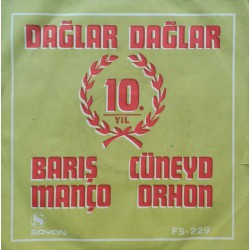 DAĞLAR DAĞLAR
10.
YIL
BARIŞ CÜNEYD
MANÇO ORHON
S SAYAN
FS-229